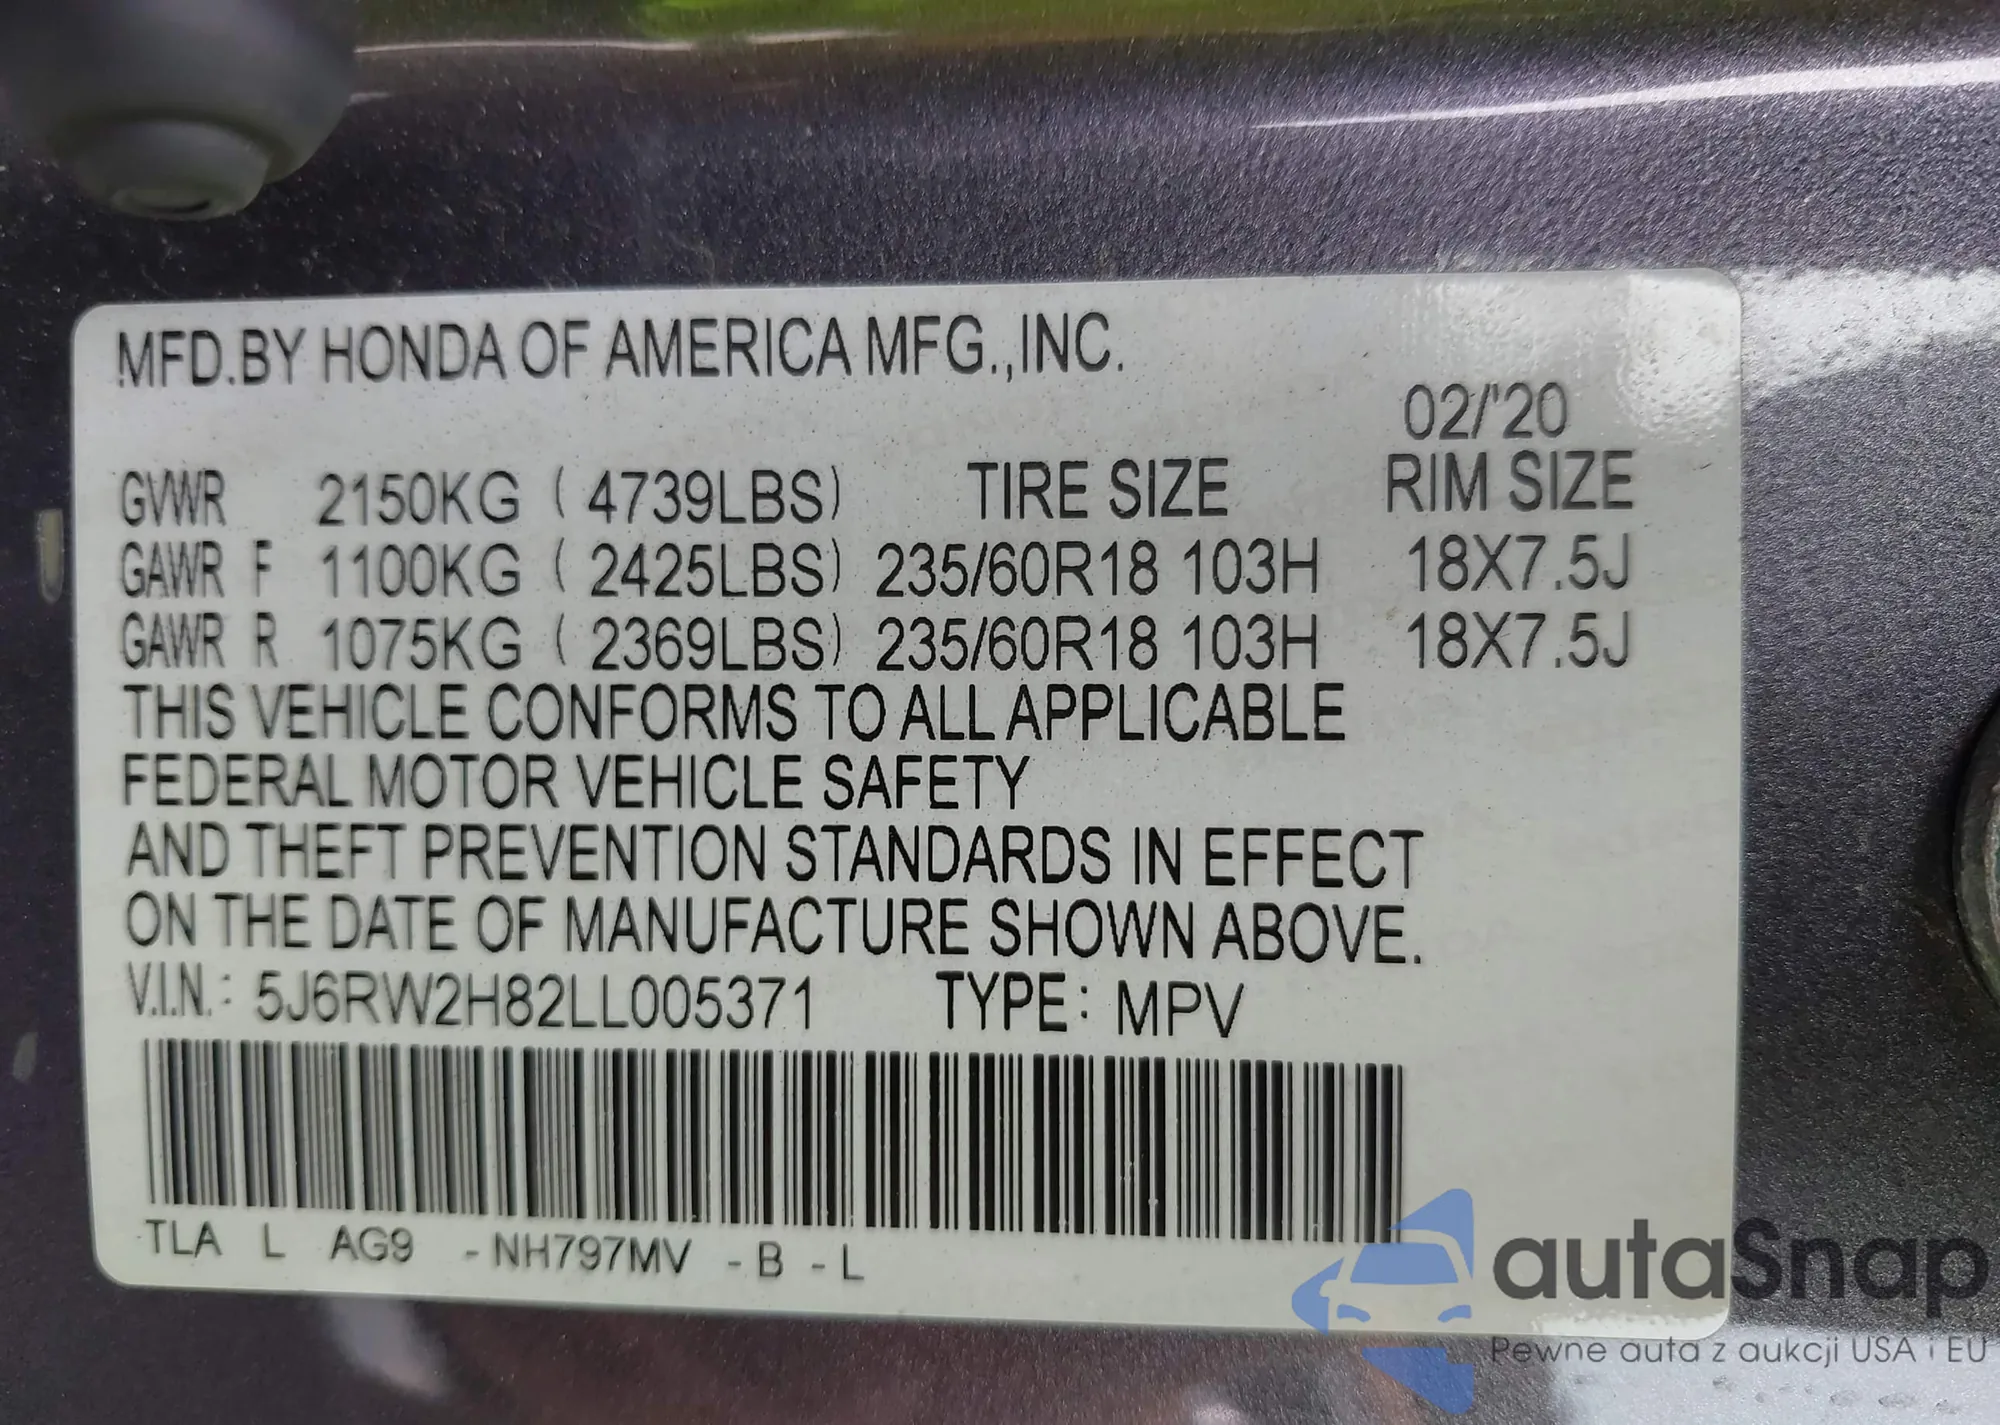 MFD.BY HONDA OF AMERICA MFG.,INC.
02/'20
GVWR 2150KG ( 4739LBS) TIRE SIZE RIM SIZE
GAWR F 1100KG ( 2425LBS) 235/60R18 103H 18X7.5J
GAWR R 1075KG ( 2369LBS) 235/60R18 103H 18X7.5J
THIS VEHICLE CONFORMS TO ALL APPLICABLE
FEDERAL MOTOR VEHICLE SAFETY
AND THEFT PREVENTION STANDARDS IN EFFECT
ON THE DATE OF MANUFACTURE SHOWN ABOVE.
V.I.N.: 5J6RW2H82LL005371 TYPE: MPV
TLA L AG9 -NH797MV -B -L
autaSnap
Pewne auta z aukcji USA i EU